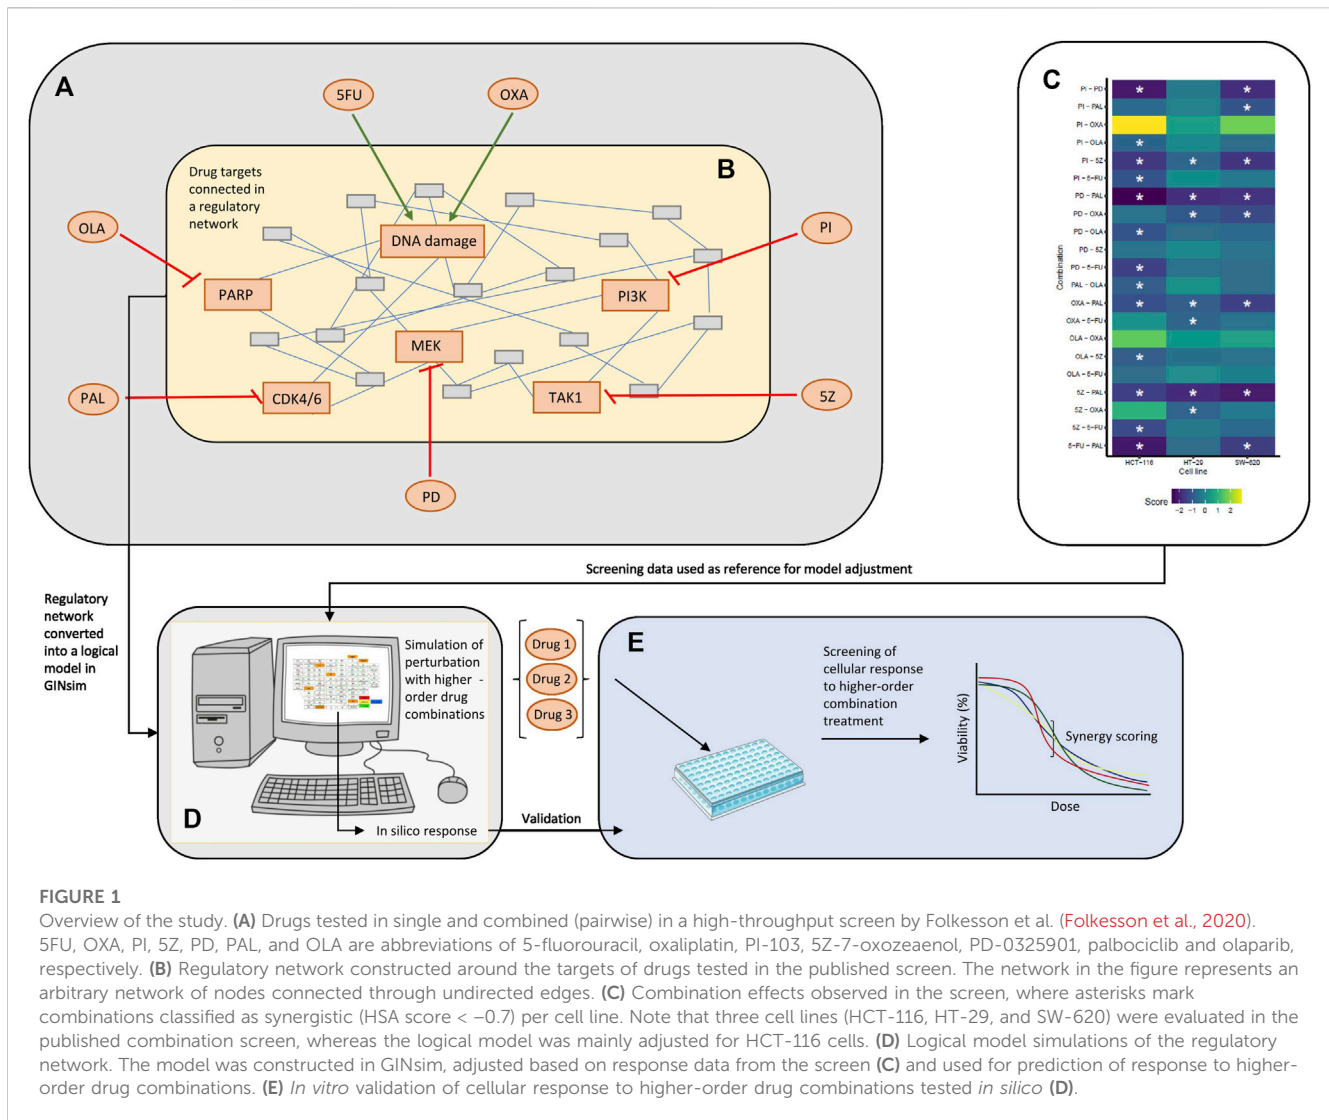 A
5FU
OXA
Drug targets
connected in
a regulatory
network
B
OLA
PI
DNA damage
PARP
PI3K
MEK
PAL
CDK4/6
TAK1
5Z
PD
C
Combination
PI - PD
* *
PI - PAL
*
PI - OXA
PI - OLA
*
PI - 5Z
* * *
PI - 5-FU
*
PD - PAL
* * *
PD - OXA
* *
PD - OLA
*
PD - 5Z
PD - 5-FU
*
PAL - OLA
*
OXA - PAL
* * *
OXA - 5-FU
*
OLA - OXA
OLA - 5Z
*
OLA - 5-FU
5Z - PAL
* * *
5Z - OXA
*
5Z - 5-FU
*
5-FU - PAL
* *
HCT-116 HT-29 SW-620
Cell line
Score
-2 -1 0 1 2
Screening data used as reference for model adjustment
Regulatory
network
converted
into a logical
model in
GINsim
Simulation of
perturbation
with higher -
order drug
combinations
D
In silico response
Drug 1
Drug 2
Drug 3
Validation
E
Screening of
cellular response
to higher-order
combination
treatment
Viability (%)
Synergy scoring
Dose
FIGURE 1
Overview of the study. (A) Drugs tested in single and combined (pairwise) in a high-throughput screen by Folkesson et al. (Folkesson et al., 2020).
5FU, OXA, PI, 5Z, PD, PAL, and OLA are abbreviations of 5-fluorouracil, oxaliplatin, PI-103, 5Z-7-oxozeaenol, PD-0325901, palbociclib and olaparib,
respectively. (B) Regulatory network constructed around the targets of drugs tested in the published screen. The network in the figure represents an
arbitrary network of nodes connected through undirected edges. (C) Combination effects observed in the screen, where asterisks mark
combinations classified as synergistic (HSA score < −0.7) per cell line. Note that three cell lines (HCT-116, HT-29, and SW-620) were evaluated in the
published combination screen, whereas the logical model was mainly adjusted for HCT-116 cells. (D) Logical model simulations of the regulatory
network. The model was constructed in GINsim, adjusted based on response data from the screen (C) and used for prediction of response to higher-
order drug combinations. (E) In vitro validation of cellular response to higher-order drug combinations tested in silico (D).